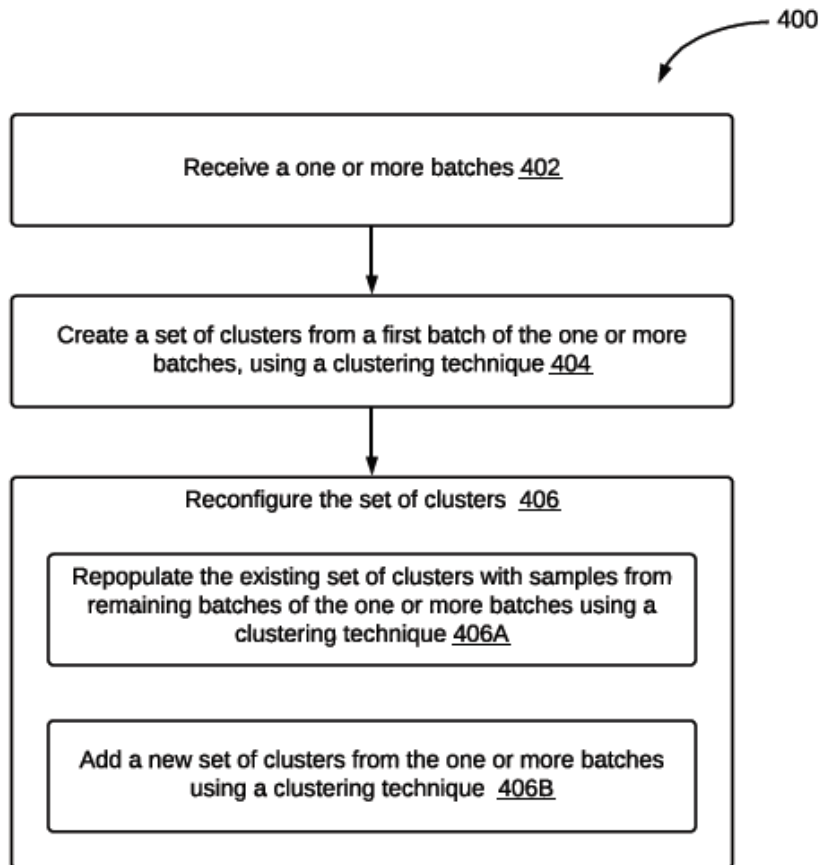 400
Receive a one or more batches 402
Create a set of clusters from a first batch of the one or more
batches, using a clustering technique 404
Reconfigure the set of clusters 406
Repopulate the existing set of clusters with samples from
remaining batches of the one or more batches using a
clustering technique 406A
Add a new set of clusters from the one or more batches
using a clustering technique 406B